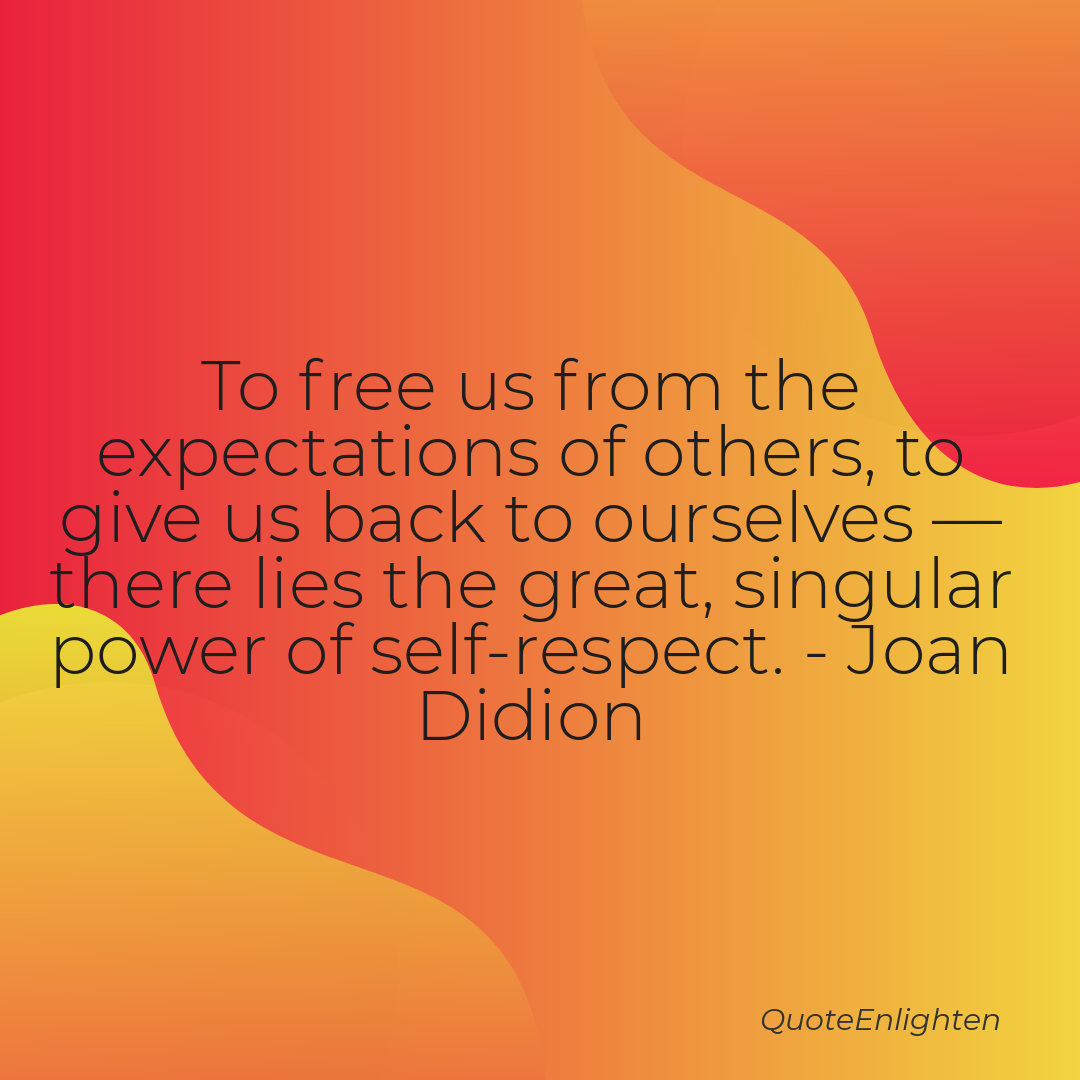 To free us from the
expectations of others, to
give us back to ourselves —
there lies the great, singular
power of self-respect. - Joan
Didion
QuoteEnlighten